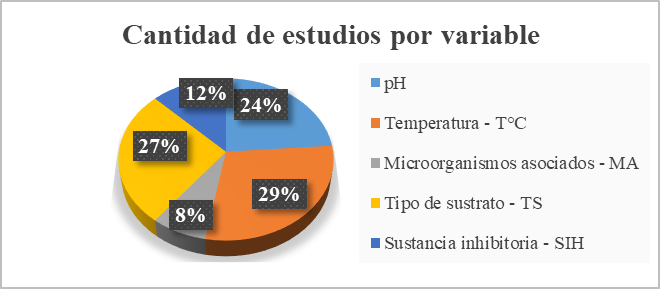 Cantidad de estudios por variable
12%
24%
27%
29%
8%
pH
Temperatura - T°C
Microorganismos asociados - MA
Tipo de sustrato - TS
Sustancia inhibitoria - SIH